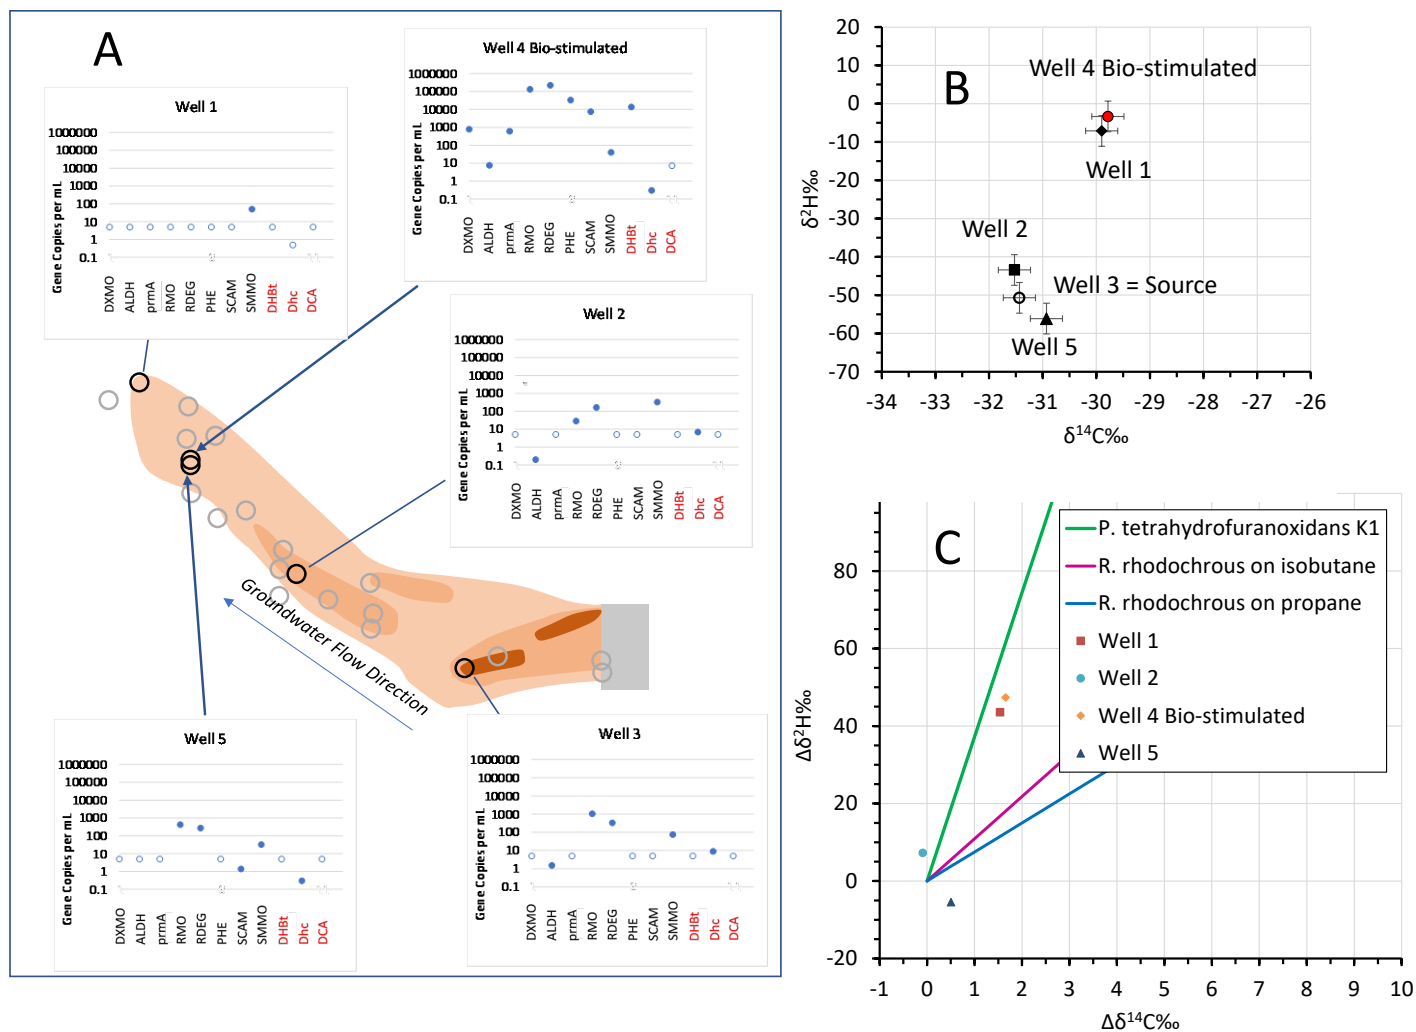 A
Well 1
1000000
100000
10000
1000
100
10
1
0.1
Gene Copies per mL
DXMO
ALDH
prmA
RMO
RDEG
PHE
SCAM
SMMO
DHBt
Dhc
DCA
Well 4 Bio-stimulated
1000000
100000
10000
1000
100
10
1
0.1
Gene Copies per mL
DXMO
ALDH
prmA
RMO
RDEG
PHE
SCAM
SMMO
DHBt
Dhc
DCA
Well 2
1000000
100000
10000
1000
100
10
1
0.1
Gene Copies per mL
DXMO
ALDH
prmA
RMO
RDEG
PHE
SCAM
SMMO
DHBt
Dhc
DCA
Groundwater Flow Direction
Well 5
1000000
100000
10000
1000
100
10
1
0.1
Gene Copies per mL
DXMO
ALDH
prmA
RMO
RDEG
PHE
SCAM
SMMO
DHBt
Dhc
DCA
Well 3
1000000
100000
10000
1000
100
10
1
0.1
Gene Copies per mL
DXMO
ALDH
prmA
RMO
RDEG
PHE
SCAM
SMMO
DHBt
Dhc
DCA
B
20
10
0
-10
-20
-30
-40
-50
-60
-70
δ²H‰
Well 4 Bio-stimulated
Well 1
Well 2
Well 3 = Source
Well 5
-34 -33 -32 -31 -30 -29 -28 -27 -26
δ¹⁴C‰
C
80
60
40
20
0
-20
Δδ²H‰
P. tetrahydrofuranoxidans K1
R. rhodochrous on isobutane
R. rhodochrous on propane
Well 1
Well 2
Well 4 Bio-stimulated
Well 5
-1 0 1 2 3 4 5 6 7 8 9 10
Δδ¹⁴C‰